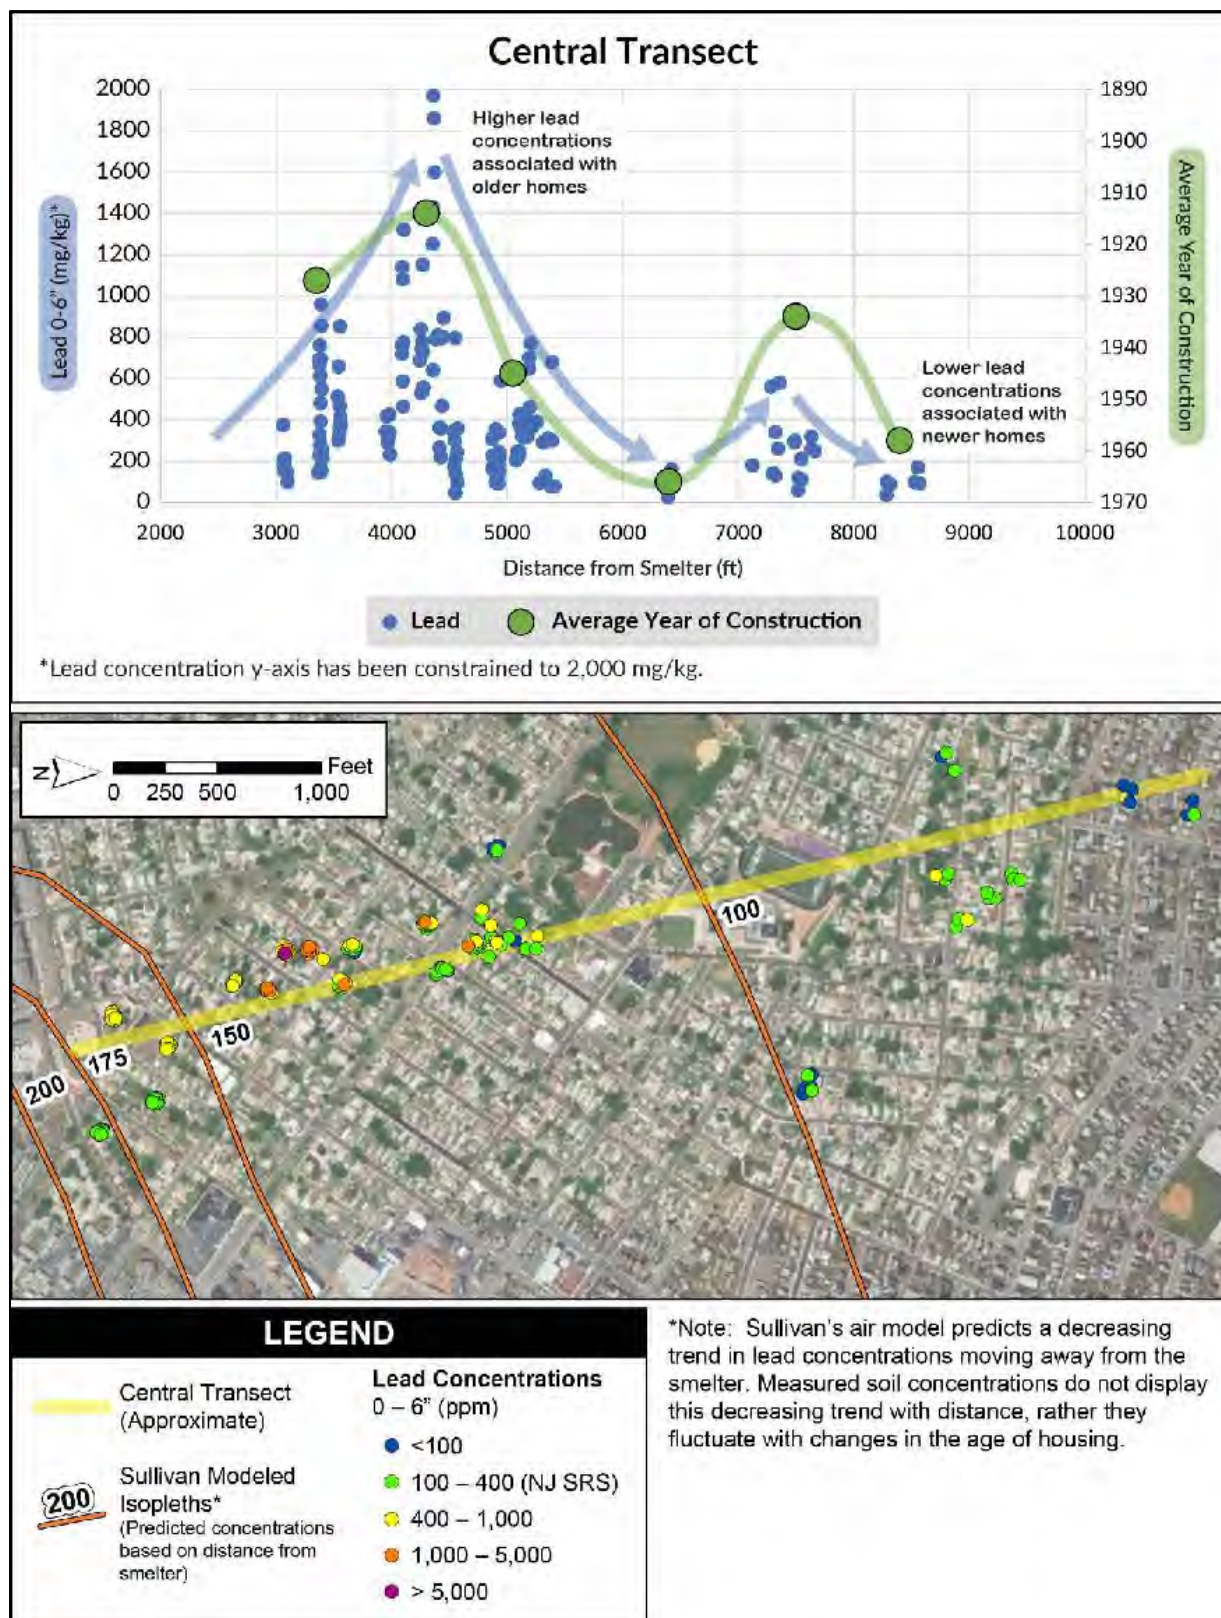 Central Transect
2000
1800
1600
1400
1200
1000
800
600
400
200
0
Lead 0-6" (mg/kg)*
1890
1900
1910
1920
1930
1940
1950
1960
1970
Average Year of Construction
Higher lead
concentrations
associated with
older homes
Lower lead
concentrations
associated with
newer homes
2000 3000 4000 5000 6000 7000 8000 9000 10000
Distance from Smelter (ft)
Lead Average Year of Construction
*Lead concentration y-axis has been constrained to 2,000 mg/kg.
N
Feet
0 250 500 1,000
100
150
175
200
LEGEND
Central Transect
(Approximate)
200
Sullivan Modeled
Isopleths*
(Predicted concentrations
based on distance from
smelter)
Lead Concentrations
0 – 6" (ppm)
<100
100 – 400 (NJ SRS)
400 – 1,000
1,000 – 5,000
> 5,000
*Note: Sullivan's air model predicts a decreasing
trend in lead concentrations moving away from the
smelter. Measured soil concentrations do not display
this decreasing trend with distance, rather they
fluctuate with changes in the age of housing.